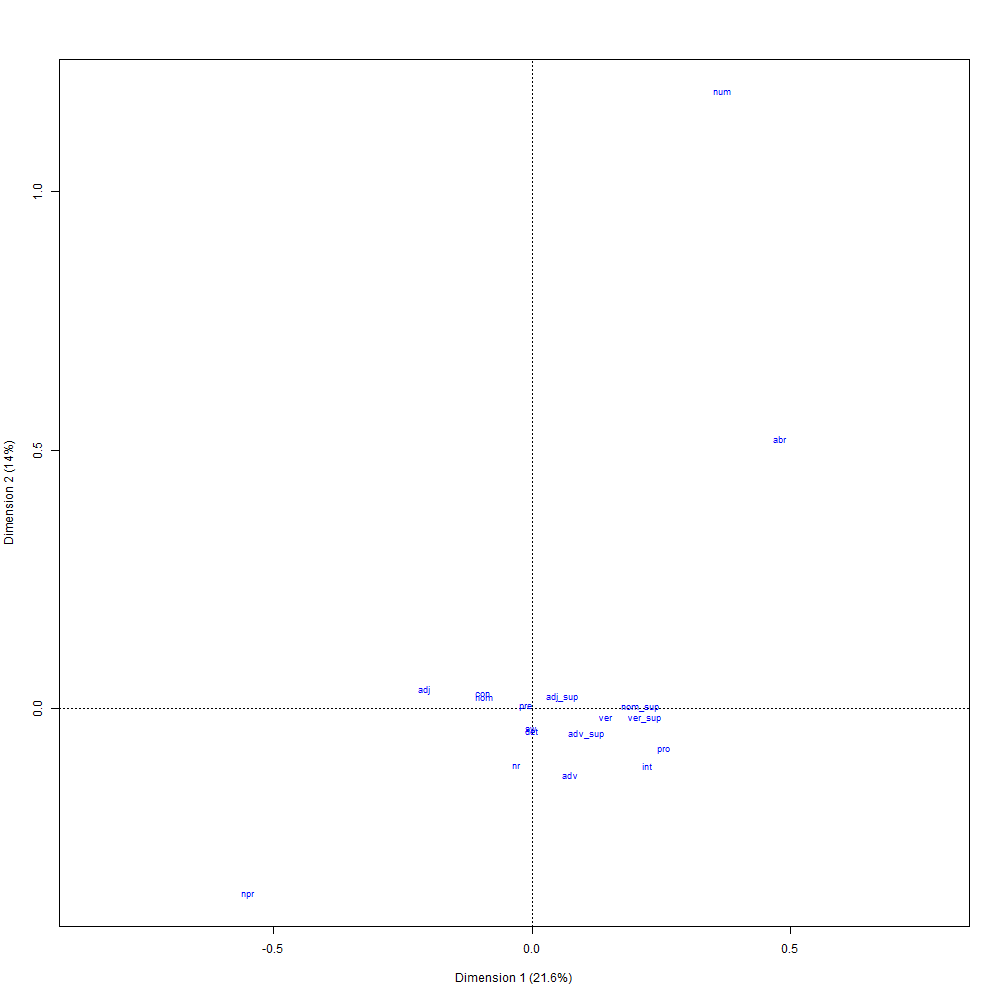 num
1.0
abr
0.5
Dimension 2 (14%)
adj
con
nom
adj_sup
pre
nom_sup
0.0
ver
ver_sup
det
adv_sup
pro
nr
int
adv
npr
-0.5
0.0
0.5
Dimension 1 (21.6%)